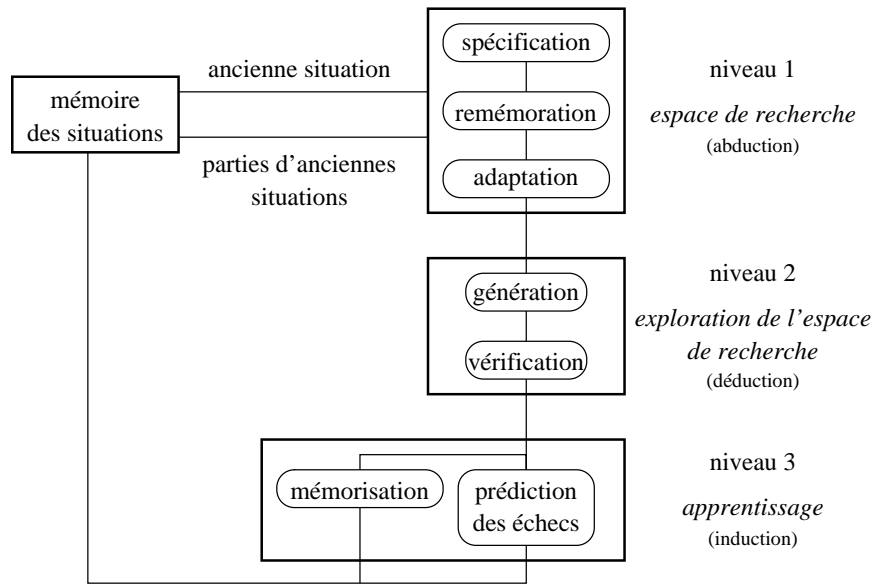 mémoire
des situations
ancienne situation
parties d’anciennes
situations
spécification
remémoration
adaptation
niveau 1
espace de recherche
(abduction)
génération
vérification
niveau 2
exploration de l’espace
de recherche
(déduction)
mémorisation
prédiction
des échecs
niveau 3
apprentissage
(induction)